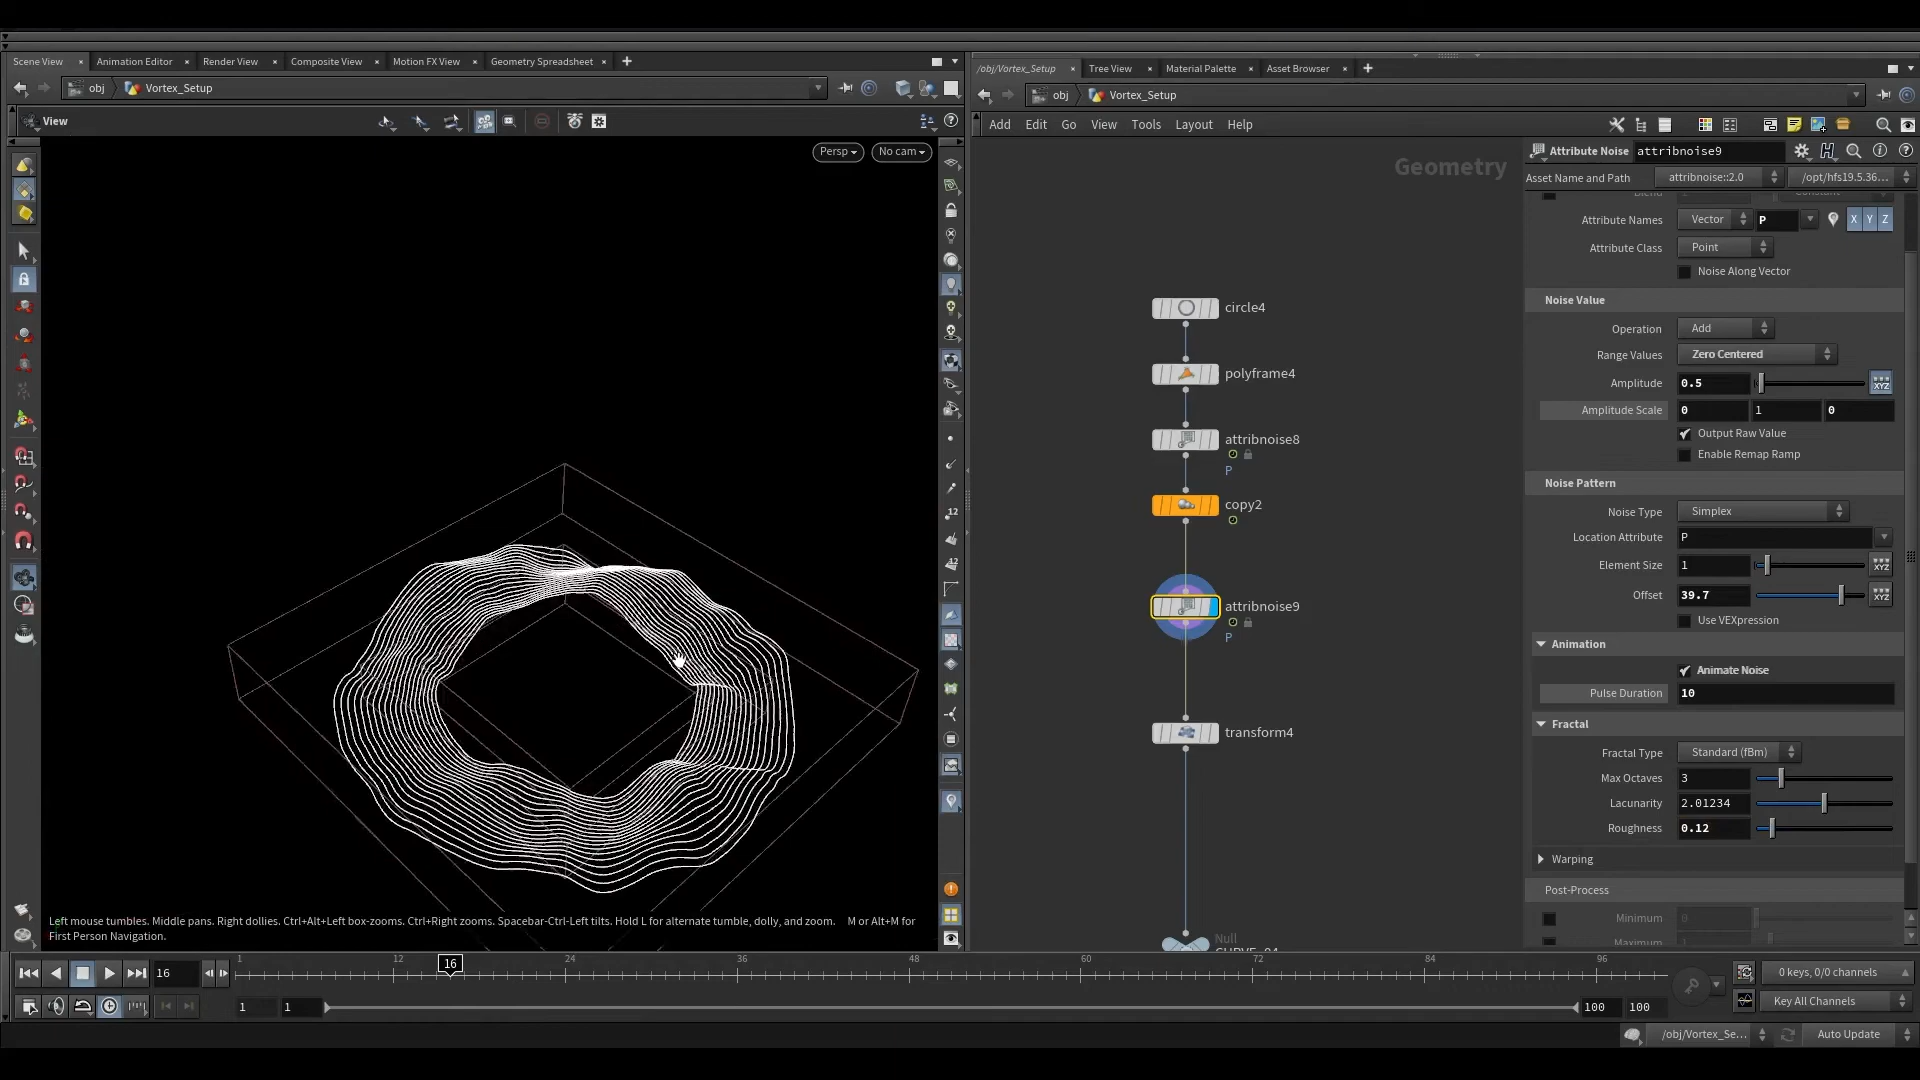 Scene View
Animation Editor
Render View
Composite View
Motion FX View
Geometry Spreadsheet
/obj/Vortex_Setup
Tree View
Material Palette
Asset Browser
obj
Vortex_Setup
obj
Vortex_Setup
View
Add
Edit
Go
View
Tools
Layout
Help
Persp
No cam
Geometry
Attribute Noise
attribnoise9
Asset Name and Path
attribnoise::2.0
/opt/hfs19.5.36...
Attribute Names
Vector
P
X
Y
Z
Attribute Class
Point
Noise Along Vector
Noise Value
Operation
Add
Range Values
Zero Centered
Amplitude
0.5
XYZ
Amplitude Scale
0
1
0
Output Raw Value
Enable Remap Ramp
Noise Pattern
Noise Type
Simplex
Location Attribute
P
Element Size
1
XYZ
Offset
39.7
XYZ
Use VEXpression
Animation
Animate Noise
Pulse Duration
10
Fractal
Fractal Type
Standard (fBm)
Max Octaves
3
Lacunarity
2.01234
Roughness
0.12
Warping
Post-Process
Minimum
0
Maximum
circle4
polyframe4
attribnoise8
P
copy2
attribnoise9
P
transform4
Null
12
Left mouse tumbles. Middle pans. Right dollies. Ctrl+Alt+Left box-zooms. Ctrl+Right zooms. Spacebar-Ctrl-Left tilts. Hold L for alternate tumble, dolly, and zoom. M or Alt+M for
First Person Navigation.
16
1
12
16
24
36
48
60
72
84
96
0 keys, 0/0 channels
1
1
100
100
Key All Channels
/obj/Vortex_Se...
Auto Update